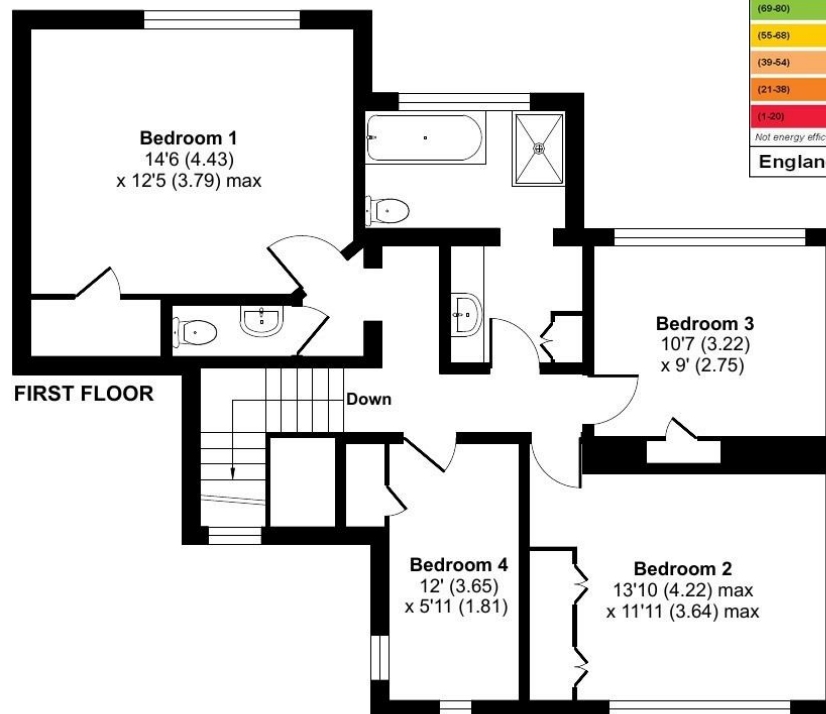 (69-80)
(55-68)
(39-54)
(21-38)
(1-20)
Not energy effic
Englan
Bedroom 1
14'6 (4.43)
x 12'5 (3.79) max
Bedroom 3
10'7 (3.22)
x 9' (2.75)
FIRST FLOOR
Down
Bedroom 4
12' (3.65)
x 5'11 (1.81)
Bedroom 2
13'10 (4.22) max
x 11'11 (3.64) max